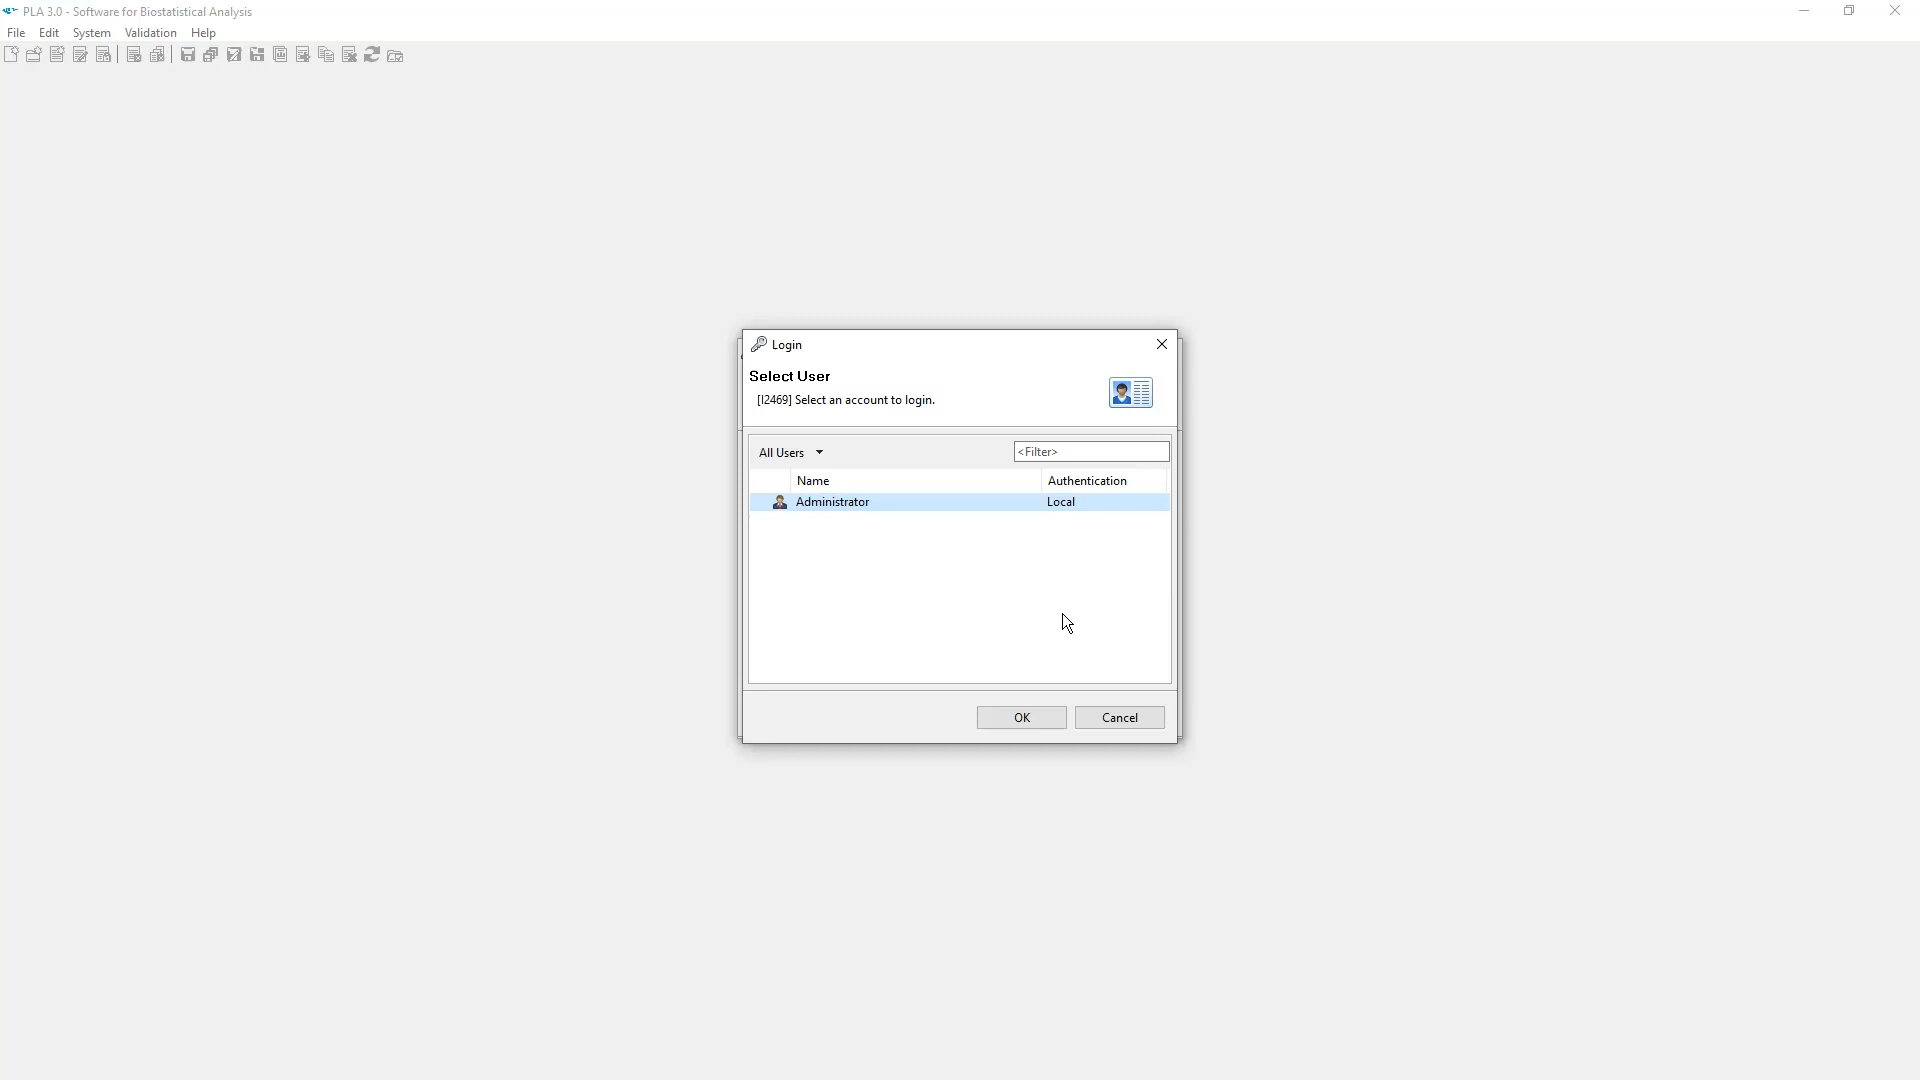 PLA 3.0 - Software for Biostatistical Analysis
File Edit System Validation Help
Login
Select User
[I2469] Select an account to login.
All Users <Filter>
Name Authentication
Administrator Local
OK Cancel